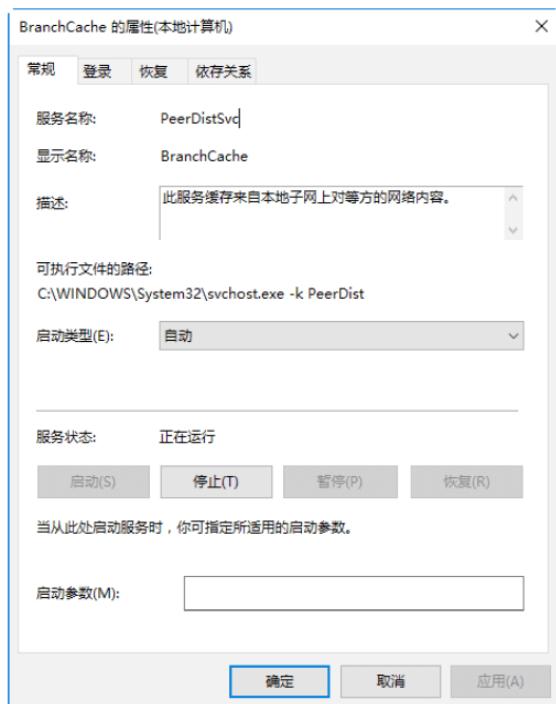 BranchCache 的属性(本地计算机)
常规 登录 恢复 依存关系
服务名称: PeerDistSvc
显示名称: BranchCache
描述: 此服务缓存来自本地子网上对等方的网络内容。
可执行文件的路径:
C:\WINDOWS\System32\svchost.exe -k PeerDist
启动类型(E): 自动
服务状态: 正在运行
启动(S) 停止(T) 暂停(P) 恢复(R)
当从此处启动服务时，你可指定所适用的启动参数。
启动参数(M):
确定 取消 应用(A)